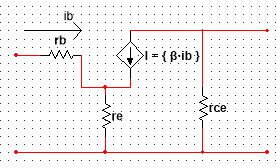 ib
rb
I = { β·ib }
re
rce